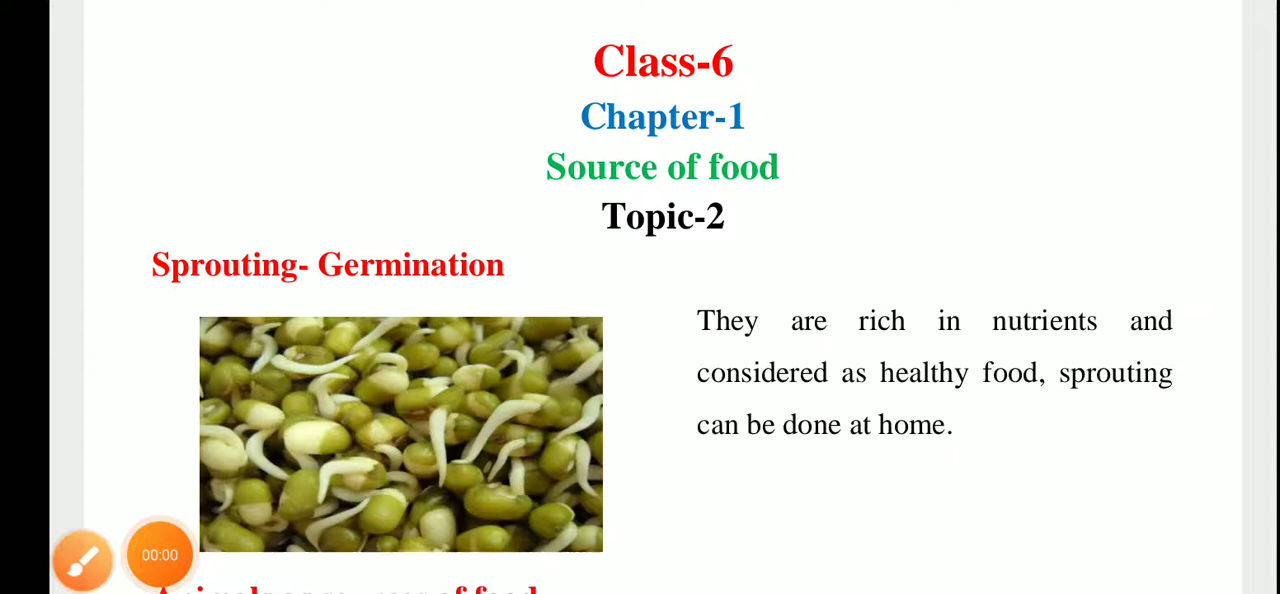 Class-6
Chapter-1
Source of food
Topic-2
Sprouting- Germination
They are rich in nutrients and
considered as healthy food, sprouting
can be done at home.
00:00